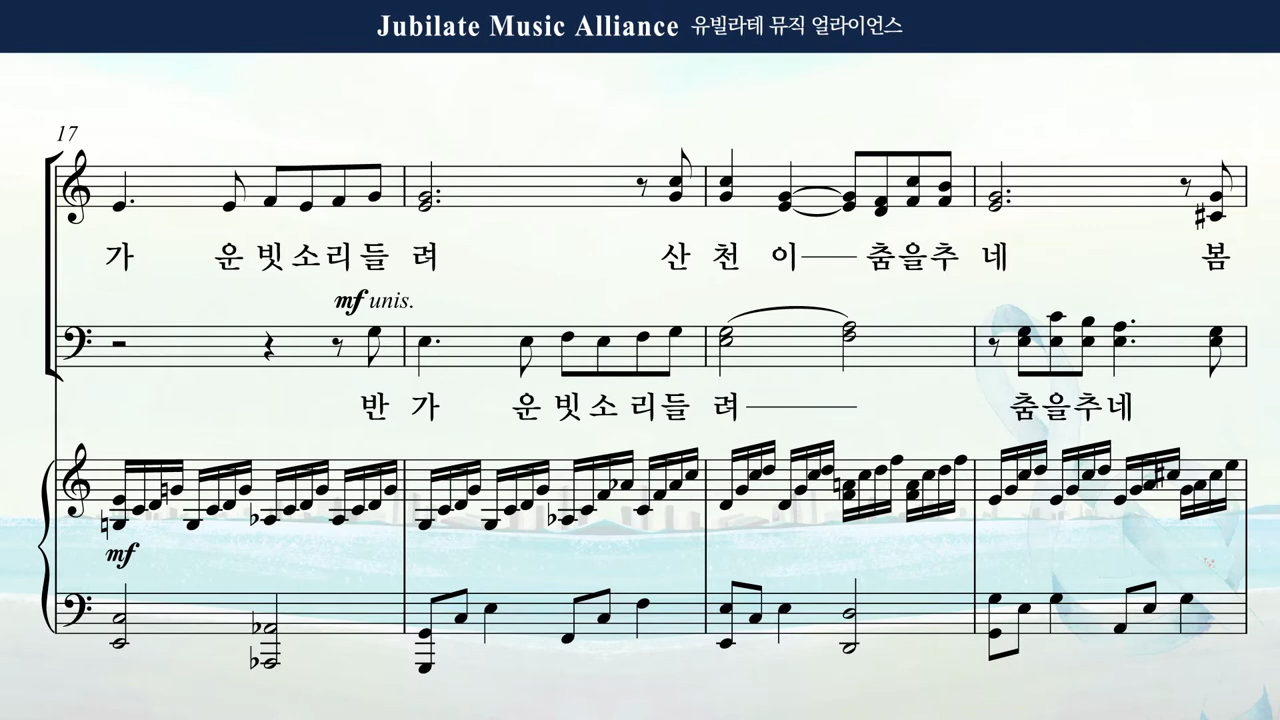 Jubilate Music Alliance 유빌라테 뮤직 얼라이언스
17
가 운 빗 소 리 들 려 산 천 이 춤 을 추 네 봄
mf unis.
반 가 운 빗 소 리 들 려 춤 을 추 네
mf